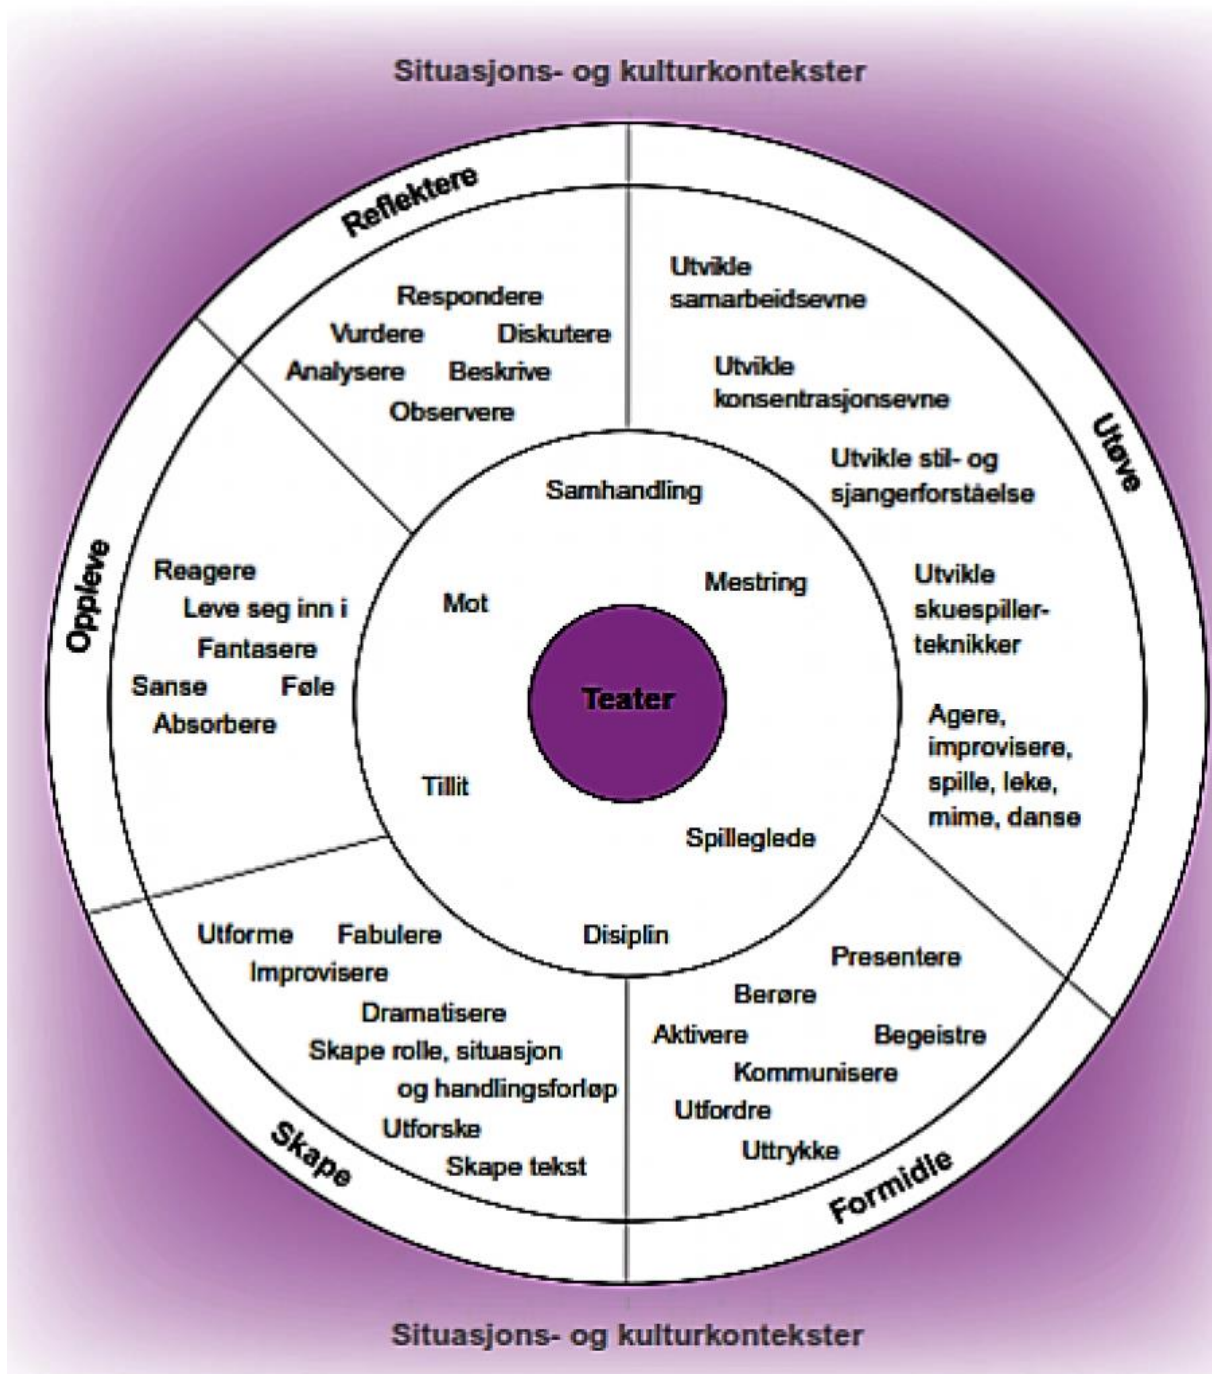 Situasjons- og kulturkontekster
Reflektere
Respondere
Vurdere Diskutere
Analysere Beskrive
Observere
Utøve
Utvikle
samarbeidsevne
Utvikle
konsentrasjonsevne
Utvikle stil- og
sjangerforståelse
Utvikle
skuespiller-
teknikker
Agere,
improvisere,
spille, leke,
mime, danse
Oppleve
Reagere
Leve seg inn i
Fantasere
Sanse Føle
Absorbere
Samhandling
Mestring
Mot
Teater
Tillit
Spilleglede
Disiplin
Skape
Utforme Fabulere
Improvisere
Dramatisere
Skape rolle, situasjon
og handlingsforløp
Utforske
Skape tekst
Formidle
Presentere
Berøre
Aktivere Begeistre
Kommunisere
Utfordre
Uttrykke
Situasjons- og kulturkontekster